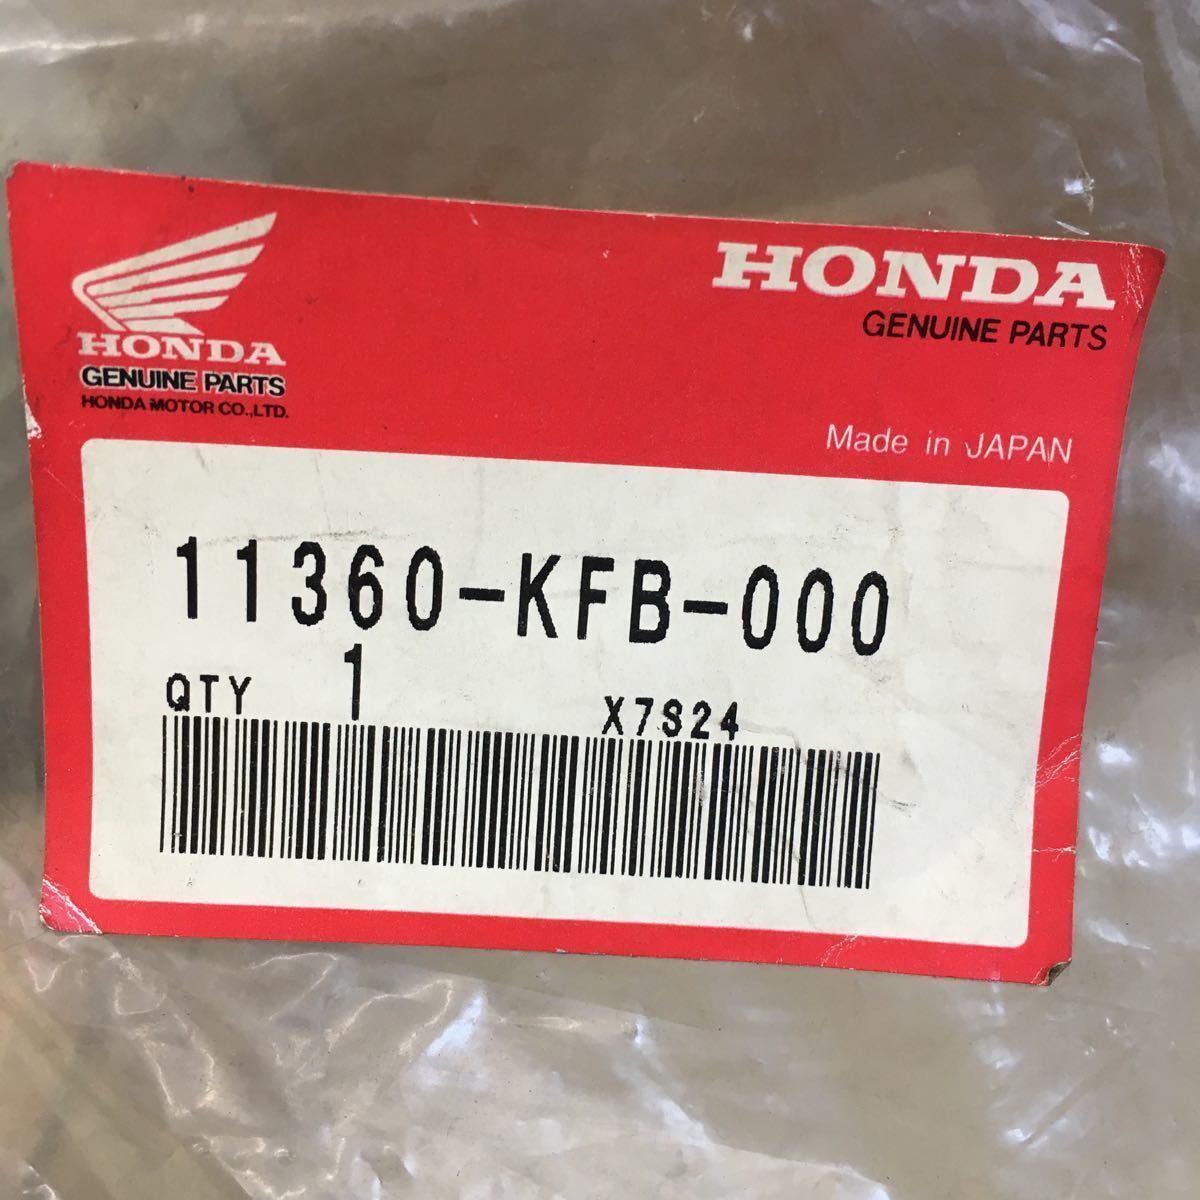 HONDA
GENUINE PARTS
HONDA MOTOR CO.,LTD.
HONDA
GENUINE PARTS
Made in JAPAN
11360-KFB-000
QTY 1 X7S24